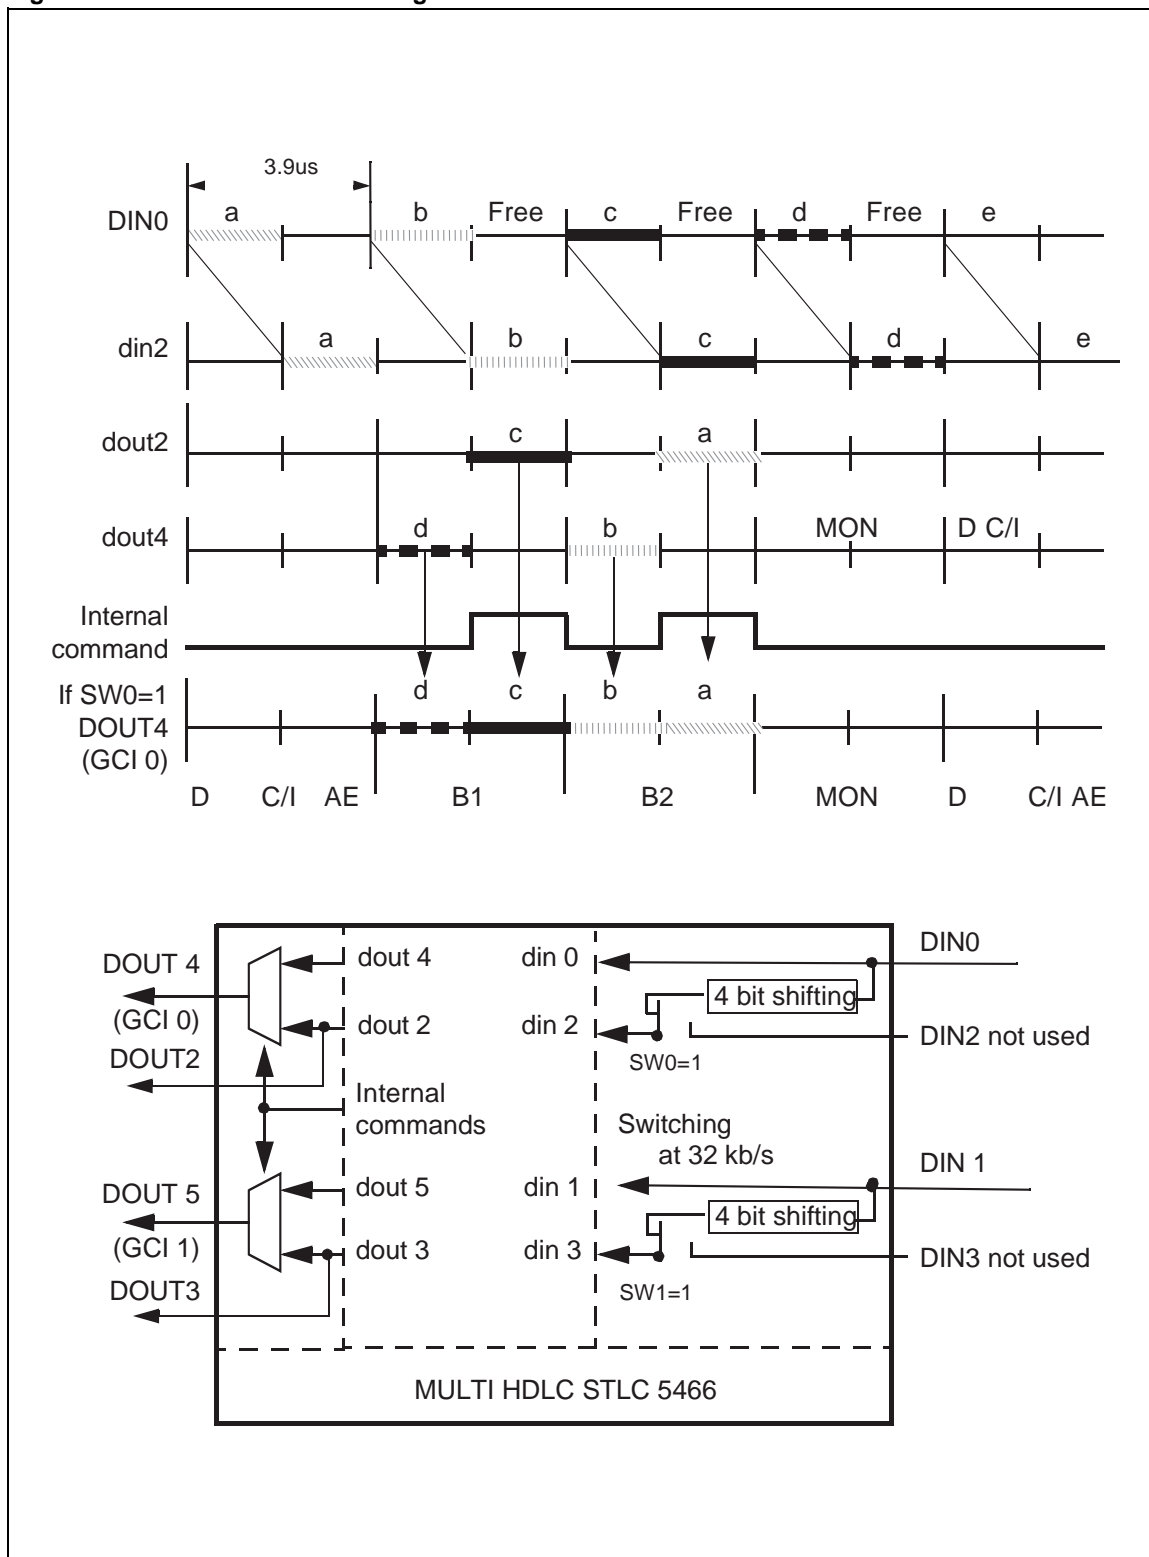 3.9us
DIN0 a b Free c Free d Free e
din2 a b c d e
dout2 c a
dout4 d b MON D C/I
Internal
command
If SW0=1 d c b a
DOUT4
(GCI 0)
D C/I AE B1 B2 MON D C/I AE
DOUT 4 dout 4 din 0 DIN0
4 bit shifting
(GCI 0) dout 2 din 2 DIN2 not used
DOUT2 SW0=1
Internal
commands
Switching
at 32 kb/s
DOUT 5 dout 5 din 1 DIN 1
4 bit shifting
(GCI 1) dout 3 din 3 DIN3 not used
DOUT3 SW1=1
MULTI HDLC STLC 5466